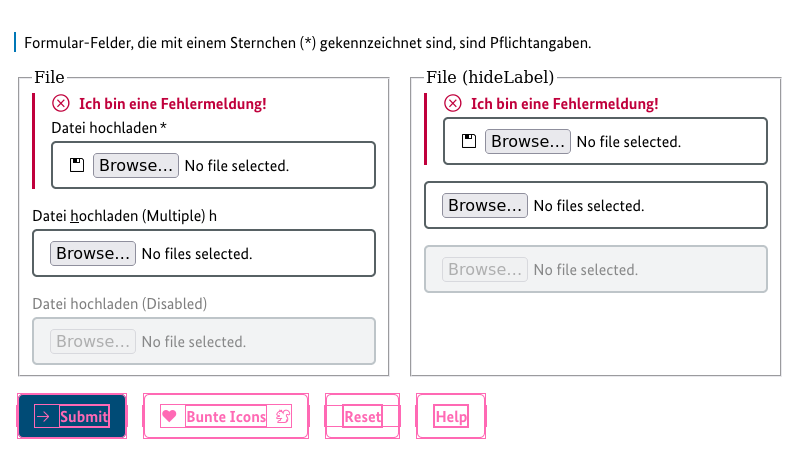 Formular-Felder, die mit einem Sternchen (*) gekennzeichnet sind, sind Pflichtangaben.
File
Ich bin eine Fehlermeldung!
Datei hochladen *
Browse... No file selected.
Datei hochladen (Multiple) h
Browse... No files selected.
Datei hochladen (Disabled)
Browse... No file selected.
File (hideLabel)
Ich bin eine Fehlermeldung!
Browse... No file selected.
Browse... No files selected.
Browse... No file selected.
Submit Bunte Icons Reset Help